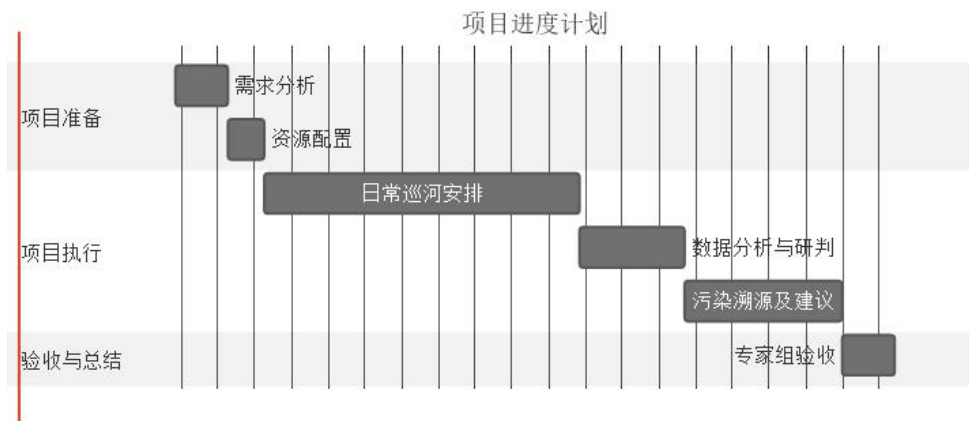 项目进度计划
项目准备
需求分析
资源配置
项目执行
日常巡河安排
数据分析与研判
污染溯源及建议
验收与总结
专家组验收